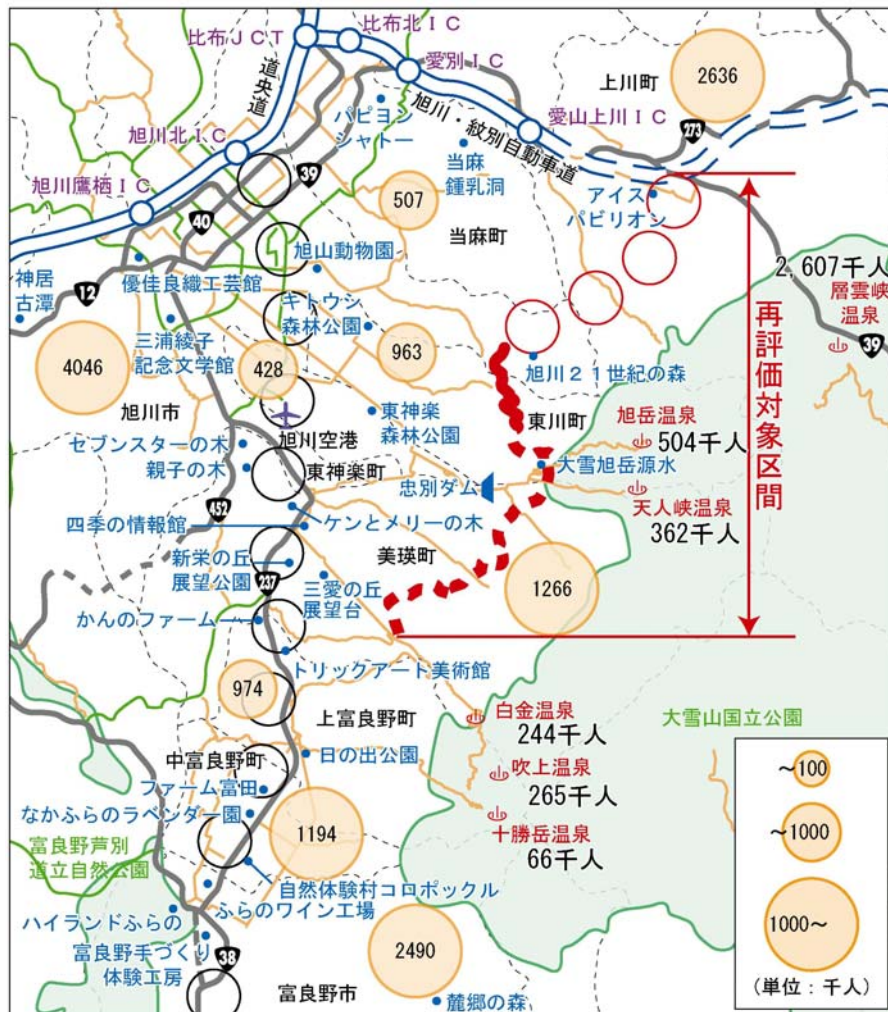 比布JCT
比布北IC
愛別IC
上川町
2636
道央道
旭川・紋別自動車道
愛山上川IC
273
旭川北IC
パピヨン
シャトー
当麻
鍾乳洞
39
旭川鷹栖IC
507
アイス
パビリオン
40
当麻町
旭山動物園
神居
古潭
12
優佳良織工芸館
2,607千人
層雲峡
温泉
39
キトウシ
森林公園
三浦綾子
記念文学館
4046
428
963
旭川21世紀の森
再評価対象区間
旭川市
東神楽
森林公園
東川町
旭岳温泉
504千人
旭川空港
セブンスターの木
親子の木
東神楽町
大雪旭岳源水
忠別ダム
天人峡温泉
362千人
452
ケンとメリーの木
四季の情報館
美瑛町
新栄の丘
展望公園
237
三愛の丘
展望台
1266
かんのファーム
トリックアート美術館
974
上富良野町
白金温泉
244千人
大雪山国立公園
中富良野町
日の出公園
吹上温泉
265千人
ファーム富田
なかふらのラベンダー園
1194
十勝岳温泉
66千人
富良野芦別
道立自然公園
自然体験村コロポックル
ふらのワイン工場
ハイランドふらの
富良野手づくり
体験工房
38
2490
富良野市
麓郷の森
～100
～1000
1000～
(単位：千人)